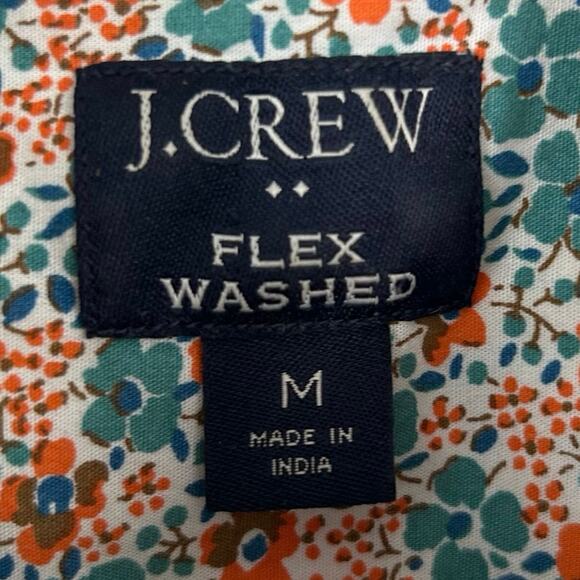 J.CREW
FLEX
WASHED
M
MADE IN
INDIA